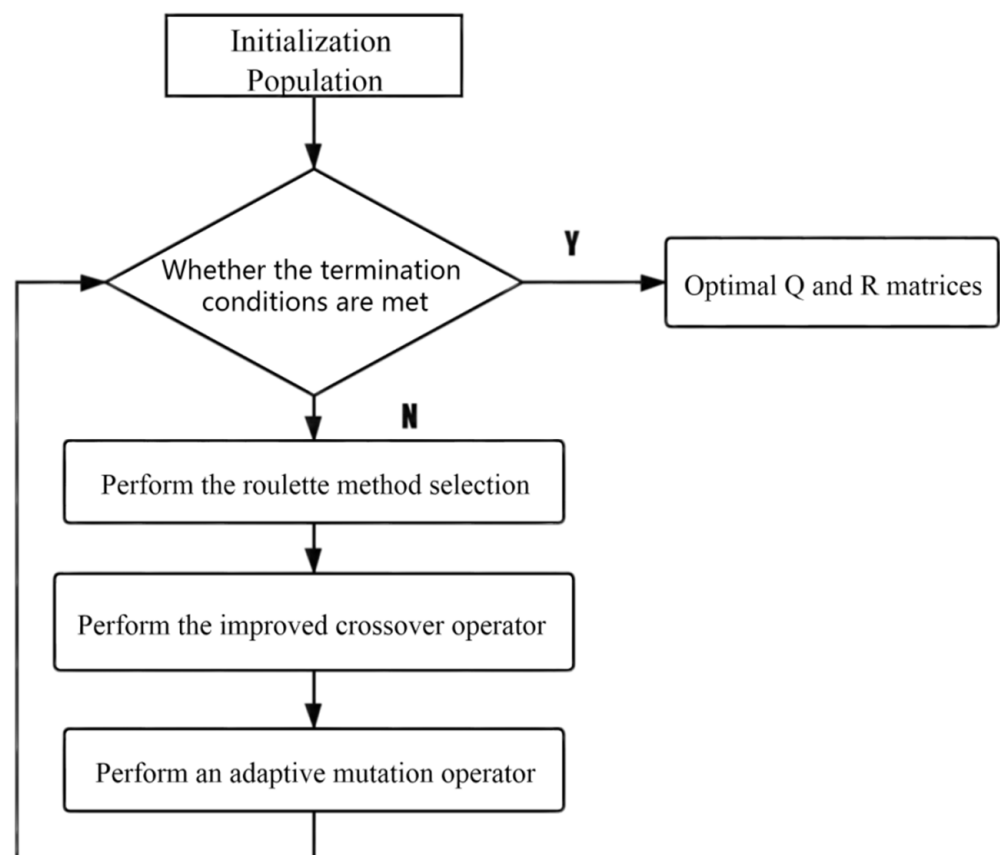 Initialization
Population
Whether the termination
conditions are met
Y
Optimal Q and R matrices
N
Perform the roulette method selection
Perform the improved crossover operator
Perform an adaptive mutation operator